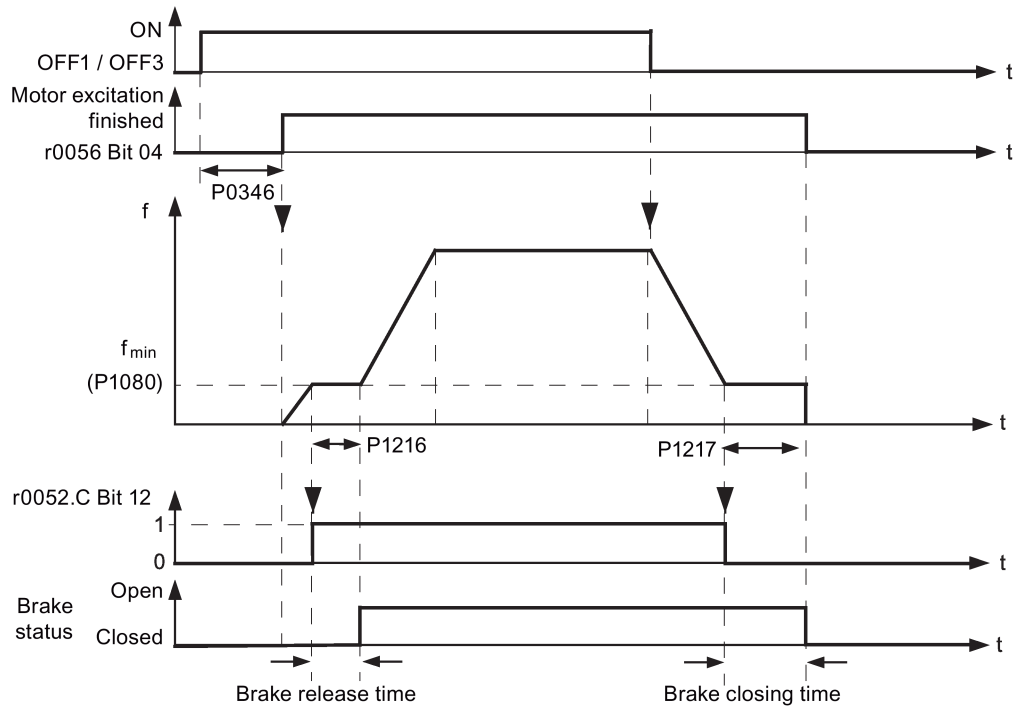 ON
OFF1 / OFF3
t
Motor excitation
finished
r0056 Bit 04
t
P0346
f
f min
(P1080)
t
P1216
P1217
r0052.C Bit 12
1
0
t
Open
Brake
status
Closed
t
Brake release time
Brake closing time